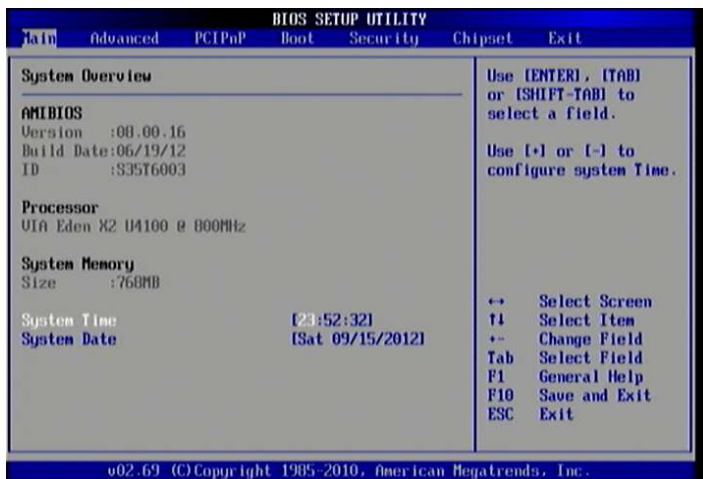 BIOS SETUP UTILITY
Main Advanced PCIPnP Boot Security Chipset Exit
System Overview
AMIBIOS
Version :08.00.16
Build Date:06/19/12
ID :S35T6003
Processor
VIA Eden X2 U4100 @ 800MHz
System Memory
Size :768MB
System Time [23:52:32]
System Date [Sat 09/15/2012]
Use [ENTER], [TAB]
or [SHIFT-TAB] to
select a field.
Use [+] or [-] to
configure system Time.
↔ Select Screen
↑↓ Select Item
+- Change Field
Tab Select Field
F1 General Help
F10 Save and Exit
ESC Exit
v02.69 (C)Copyright 1985-2010, American Megatrends, Inc.